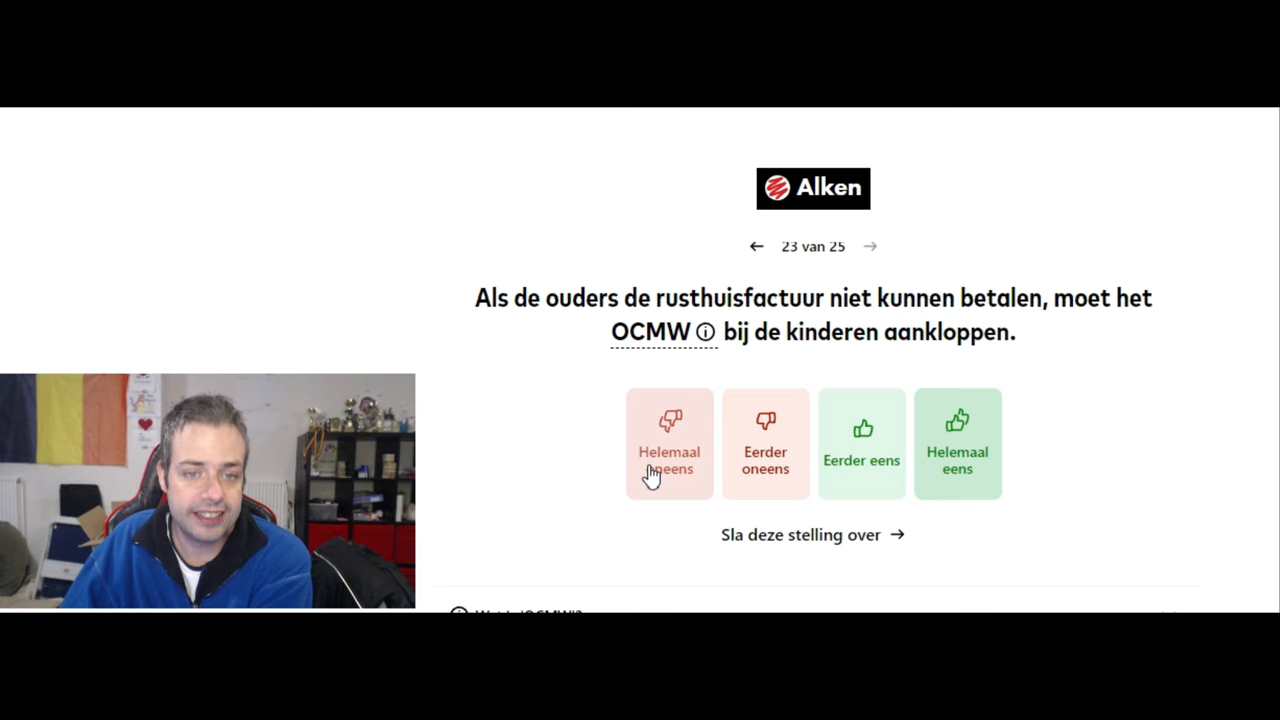 Alken
23 van 25
Als de ouders de rusthuisfactuur niet kunnen betalen, moet het
OCMW bij de kinderen aankloppen.
Helemaal
oneens
Eerder
oneens
Eerder eens
Helemaal
eens
Sla deze stelling over